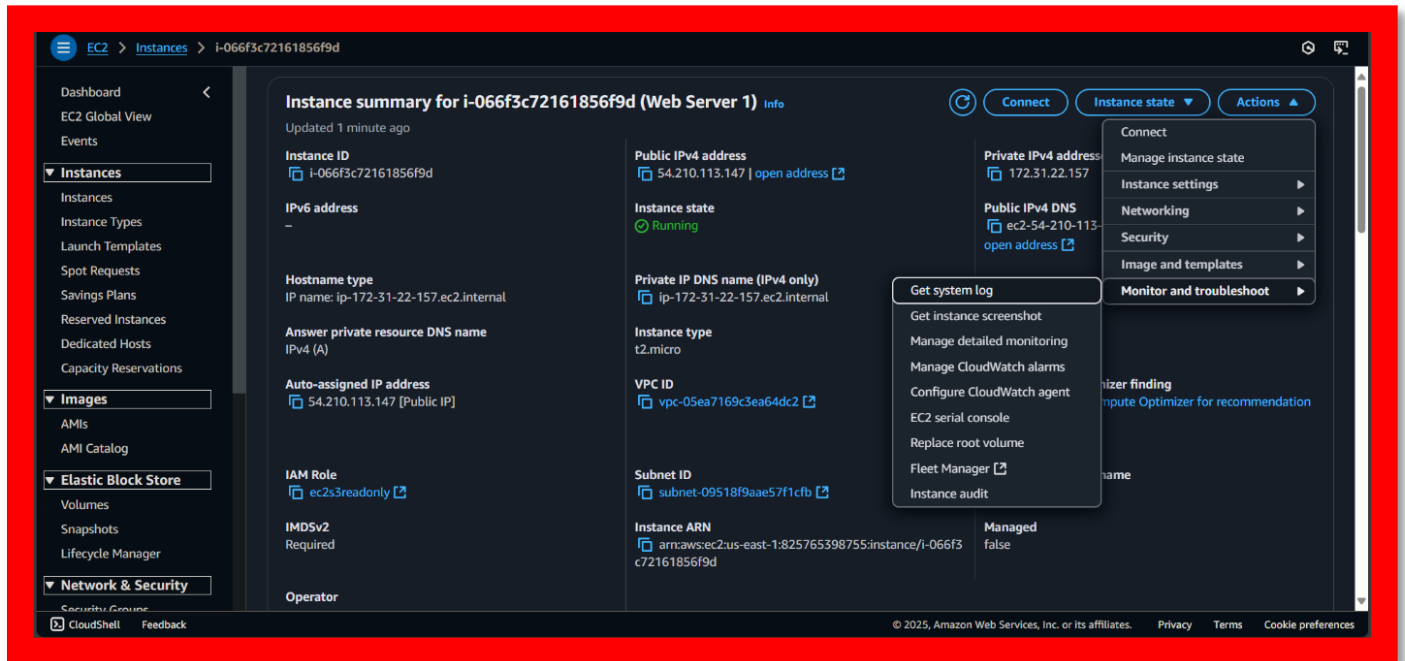 EC2 > Instances > i-066f3c72161856f9d
Dashboard
EC2 Global View
Events
Instances
Instances
Instance Types
Launch Templates
Spot Requests
Savings Plans
Reserved Instances
Dedicated Hosts
Capacity Reservations
Images
AMIs
AMI Catalog
Elastic Block Store
Volumes
Snapshots
Lifecycle Manager
Network & Security
Security Groups
Instance summary for i-066f3c72161856f9d (Web Server 1) Info
Updated 1 minute ago
Connect
Instance state
Actions
Instance ID
i-066f3c72161856f9d
Public IPv4 address
54.210.113.147 | open address
Private IPv4 address
172.31.22.157
IPv6 address
–
Instance state
Running
Public IPv4 DNS
ec2-54-210-113-
open address
Hostname type
IP name: ip-172-31-22-157.ec2.internal
Private IP DNS name (IPv4 only)
ip-172-31-22-157.ec2.internal
Answer private resource DNS name
IPv4 (A)
Instance type
t2.micro
Auto-assigned IP address
54.210.113.147 [Public IP]
VPC ID
vpc-05ea7169c3ea64dc2
finding
Optimizer for recommendation
IAM Role
ec2s3readonly
Subnet ID
subnet-09518f9aae57f1cfb
name
IMDSv2
Required
Instance ARN
arn:aws:ec2:us-east-1:825765398755:instance/i-066f3
c72161856f9d
Managed
false
Operator
Connect
Manage instance state
Instance settings
Networking
Security
Image and templates
Monitor and troubleshoot
Get system log
Get instance screenshot
Manage detailed monitoring
Manage CloudWatch alarms
Configure CloudWatch agent
EC2 serial console
Replace root volume
Fleet Manager
Instance audit
CloudShell Feedback
© 2025, Amazon Web Services, Inc. or its affiliates. Privacy Terms Cookie preferences